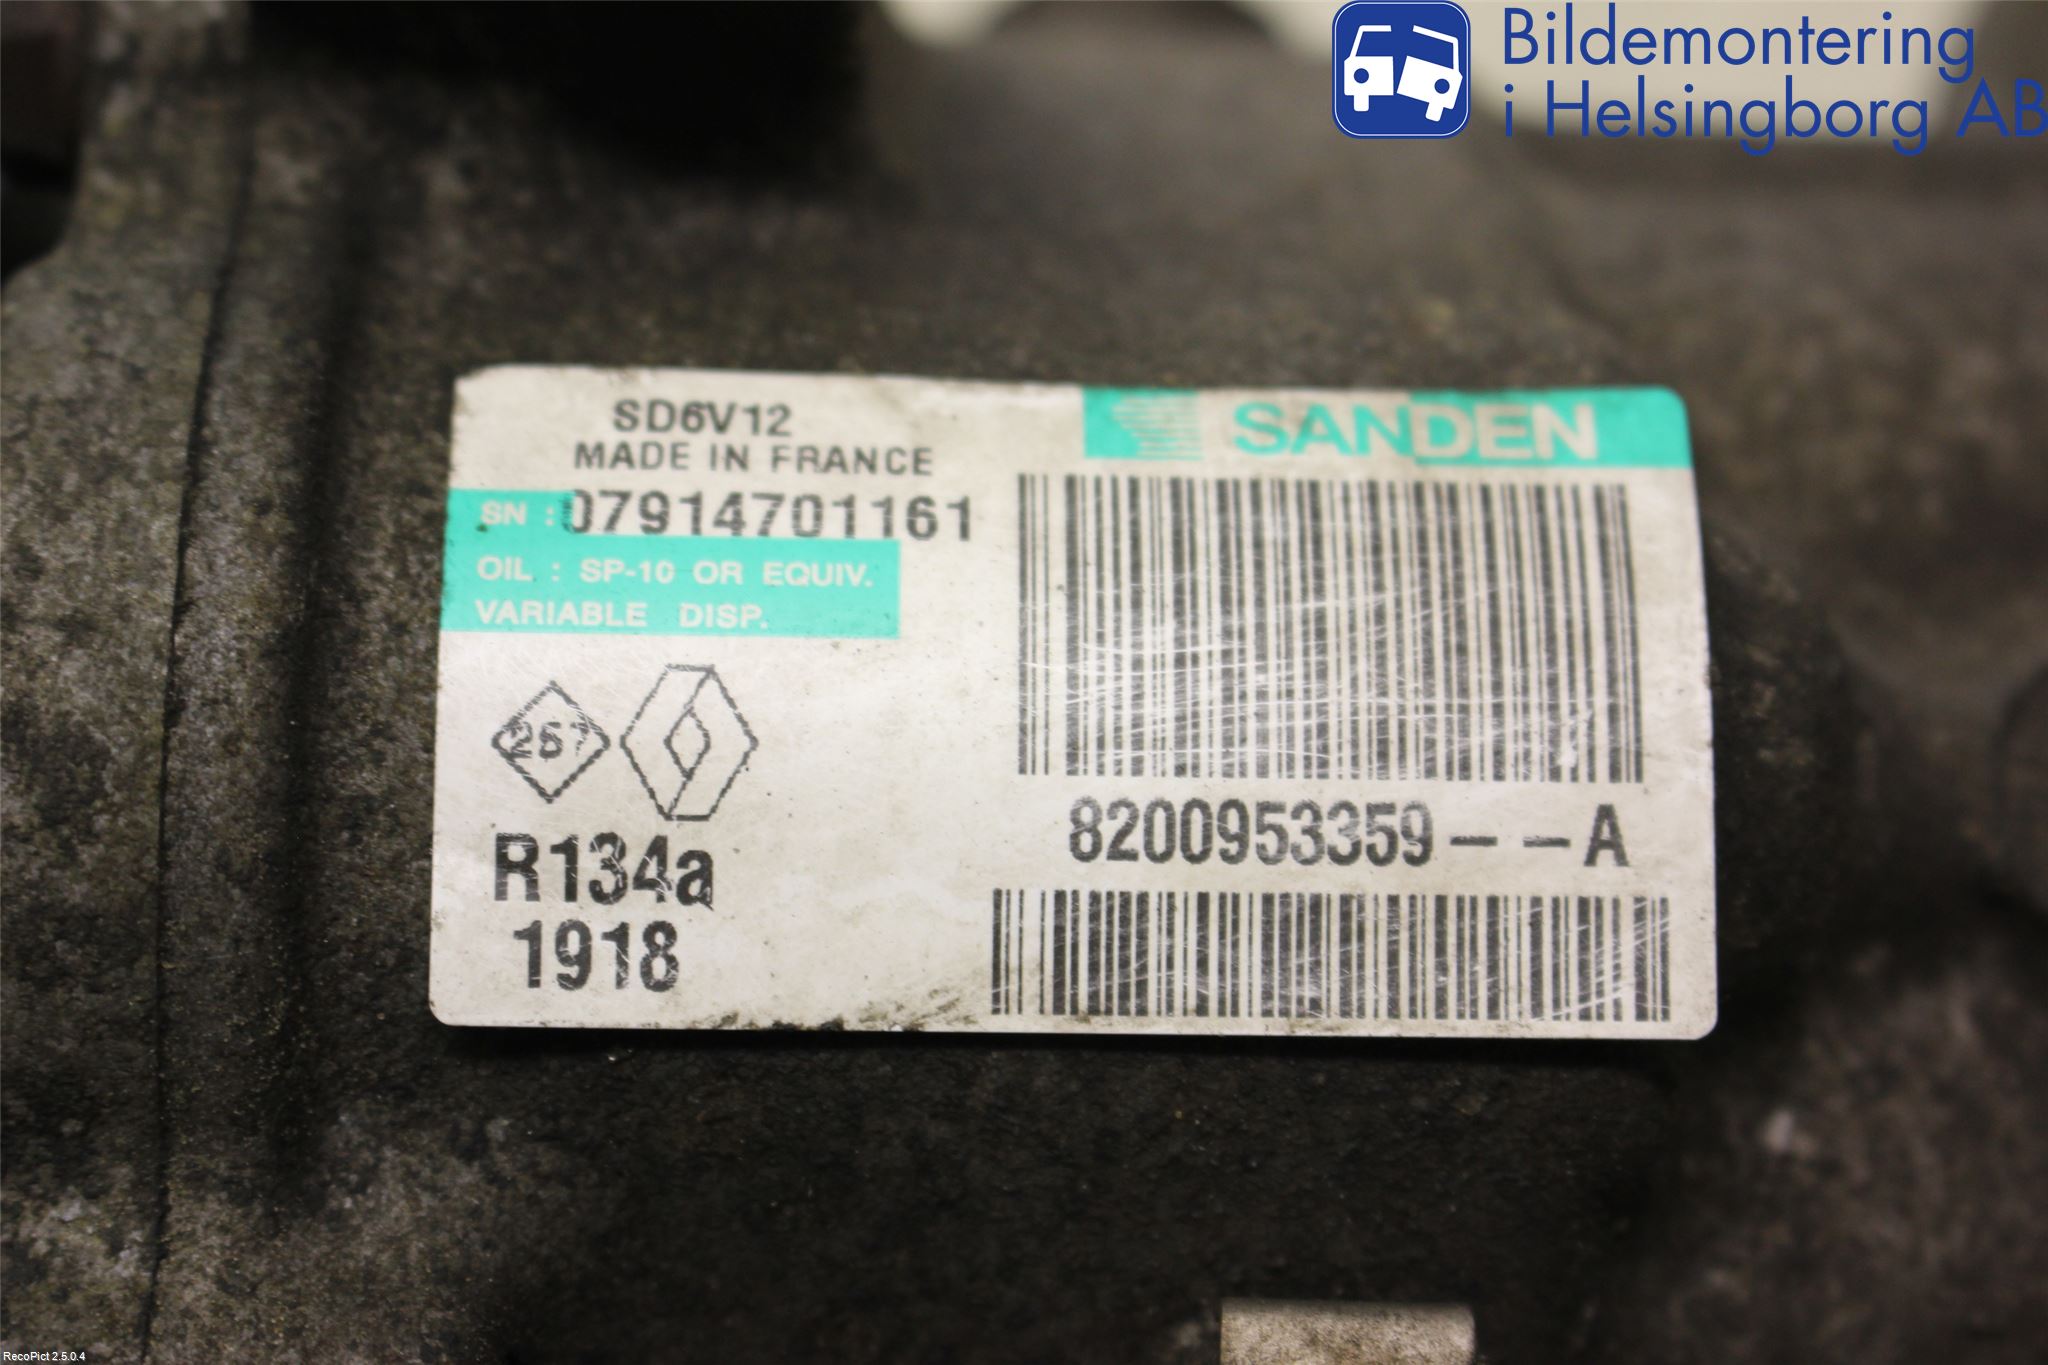 Bildemontering
i Helsingborg AB
SD6V12
MADE IN FRANCE
SANDEN
SN : 07914701161
OIL : SP-10 OR EQUIV.
VARIABLE DISP.
267
R134a
1918
8200953359--A
RecoPict 2.5.0.4